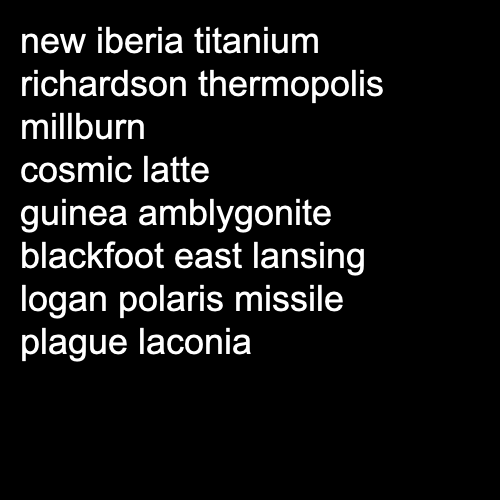 new iberia titanium
richardson thermopolis
millburn
cosmic latte
guinea amblygonite
blackfoot east lansing
logan polaris missile
plague laconia